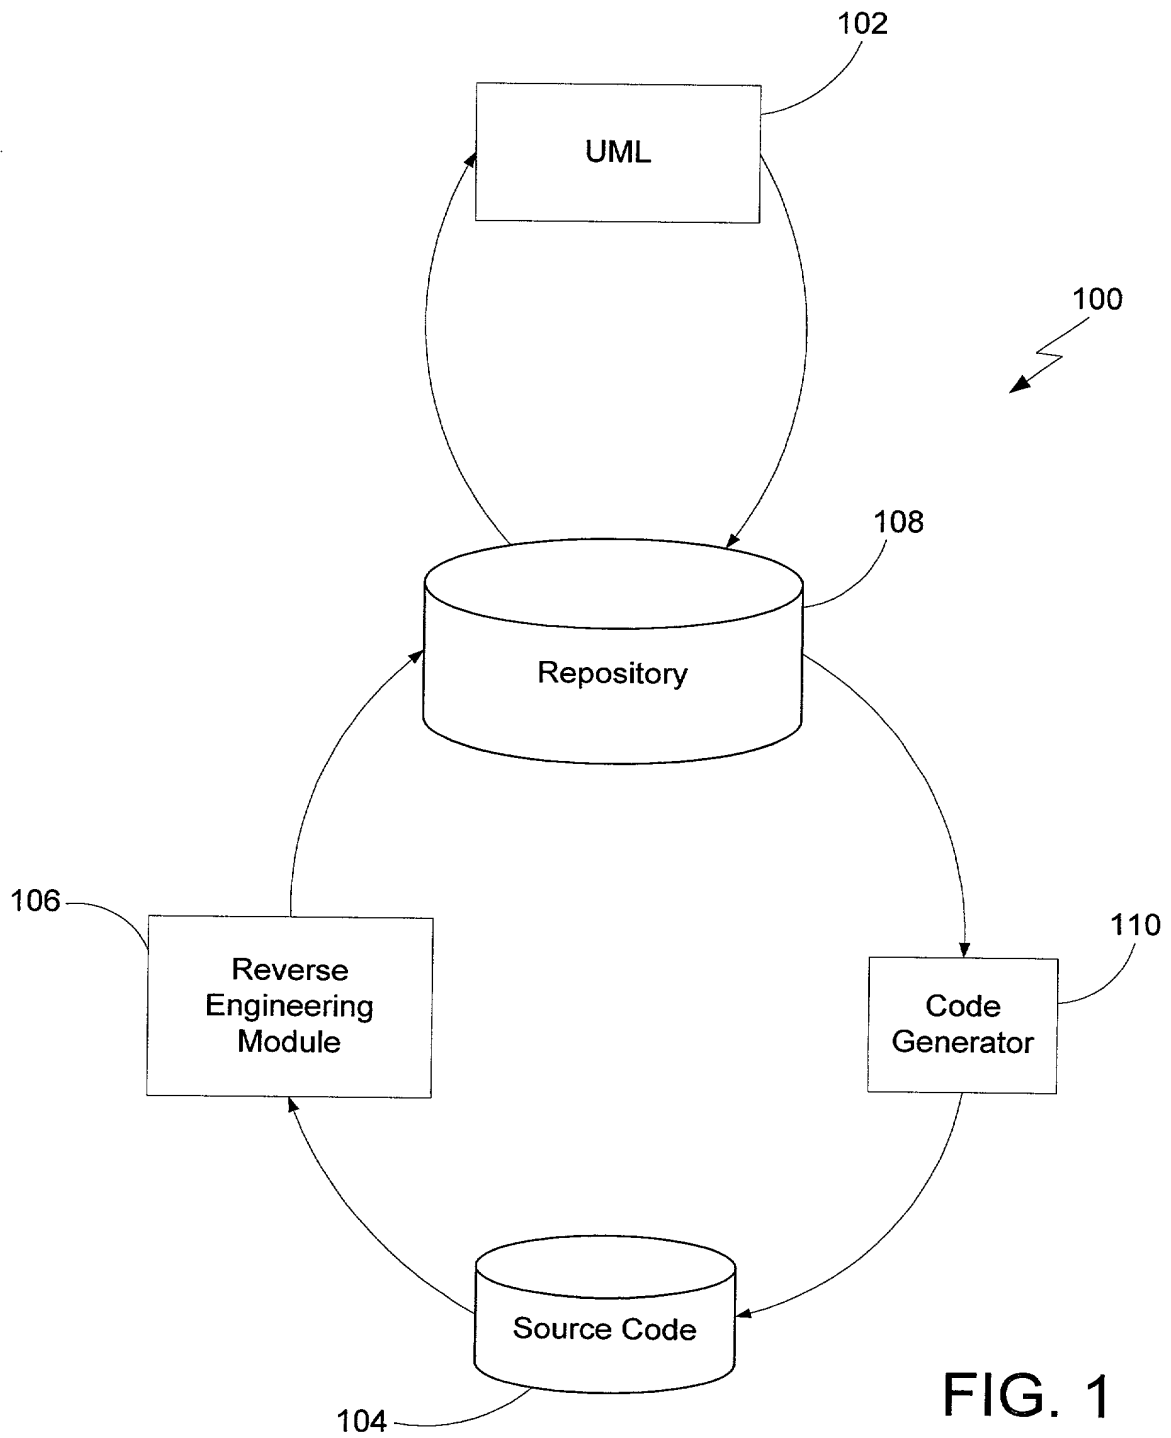 102
UML
100
108
Repository
106
Reverse
Engineering
Module
110
Code
Generator
Source Code
104
FIG. 1